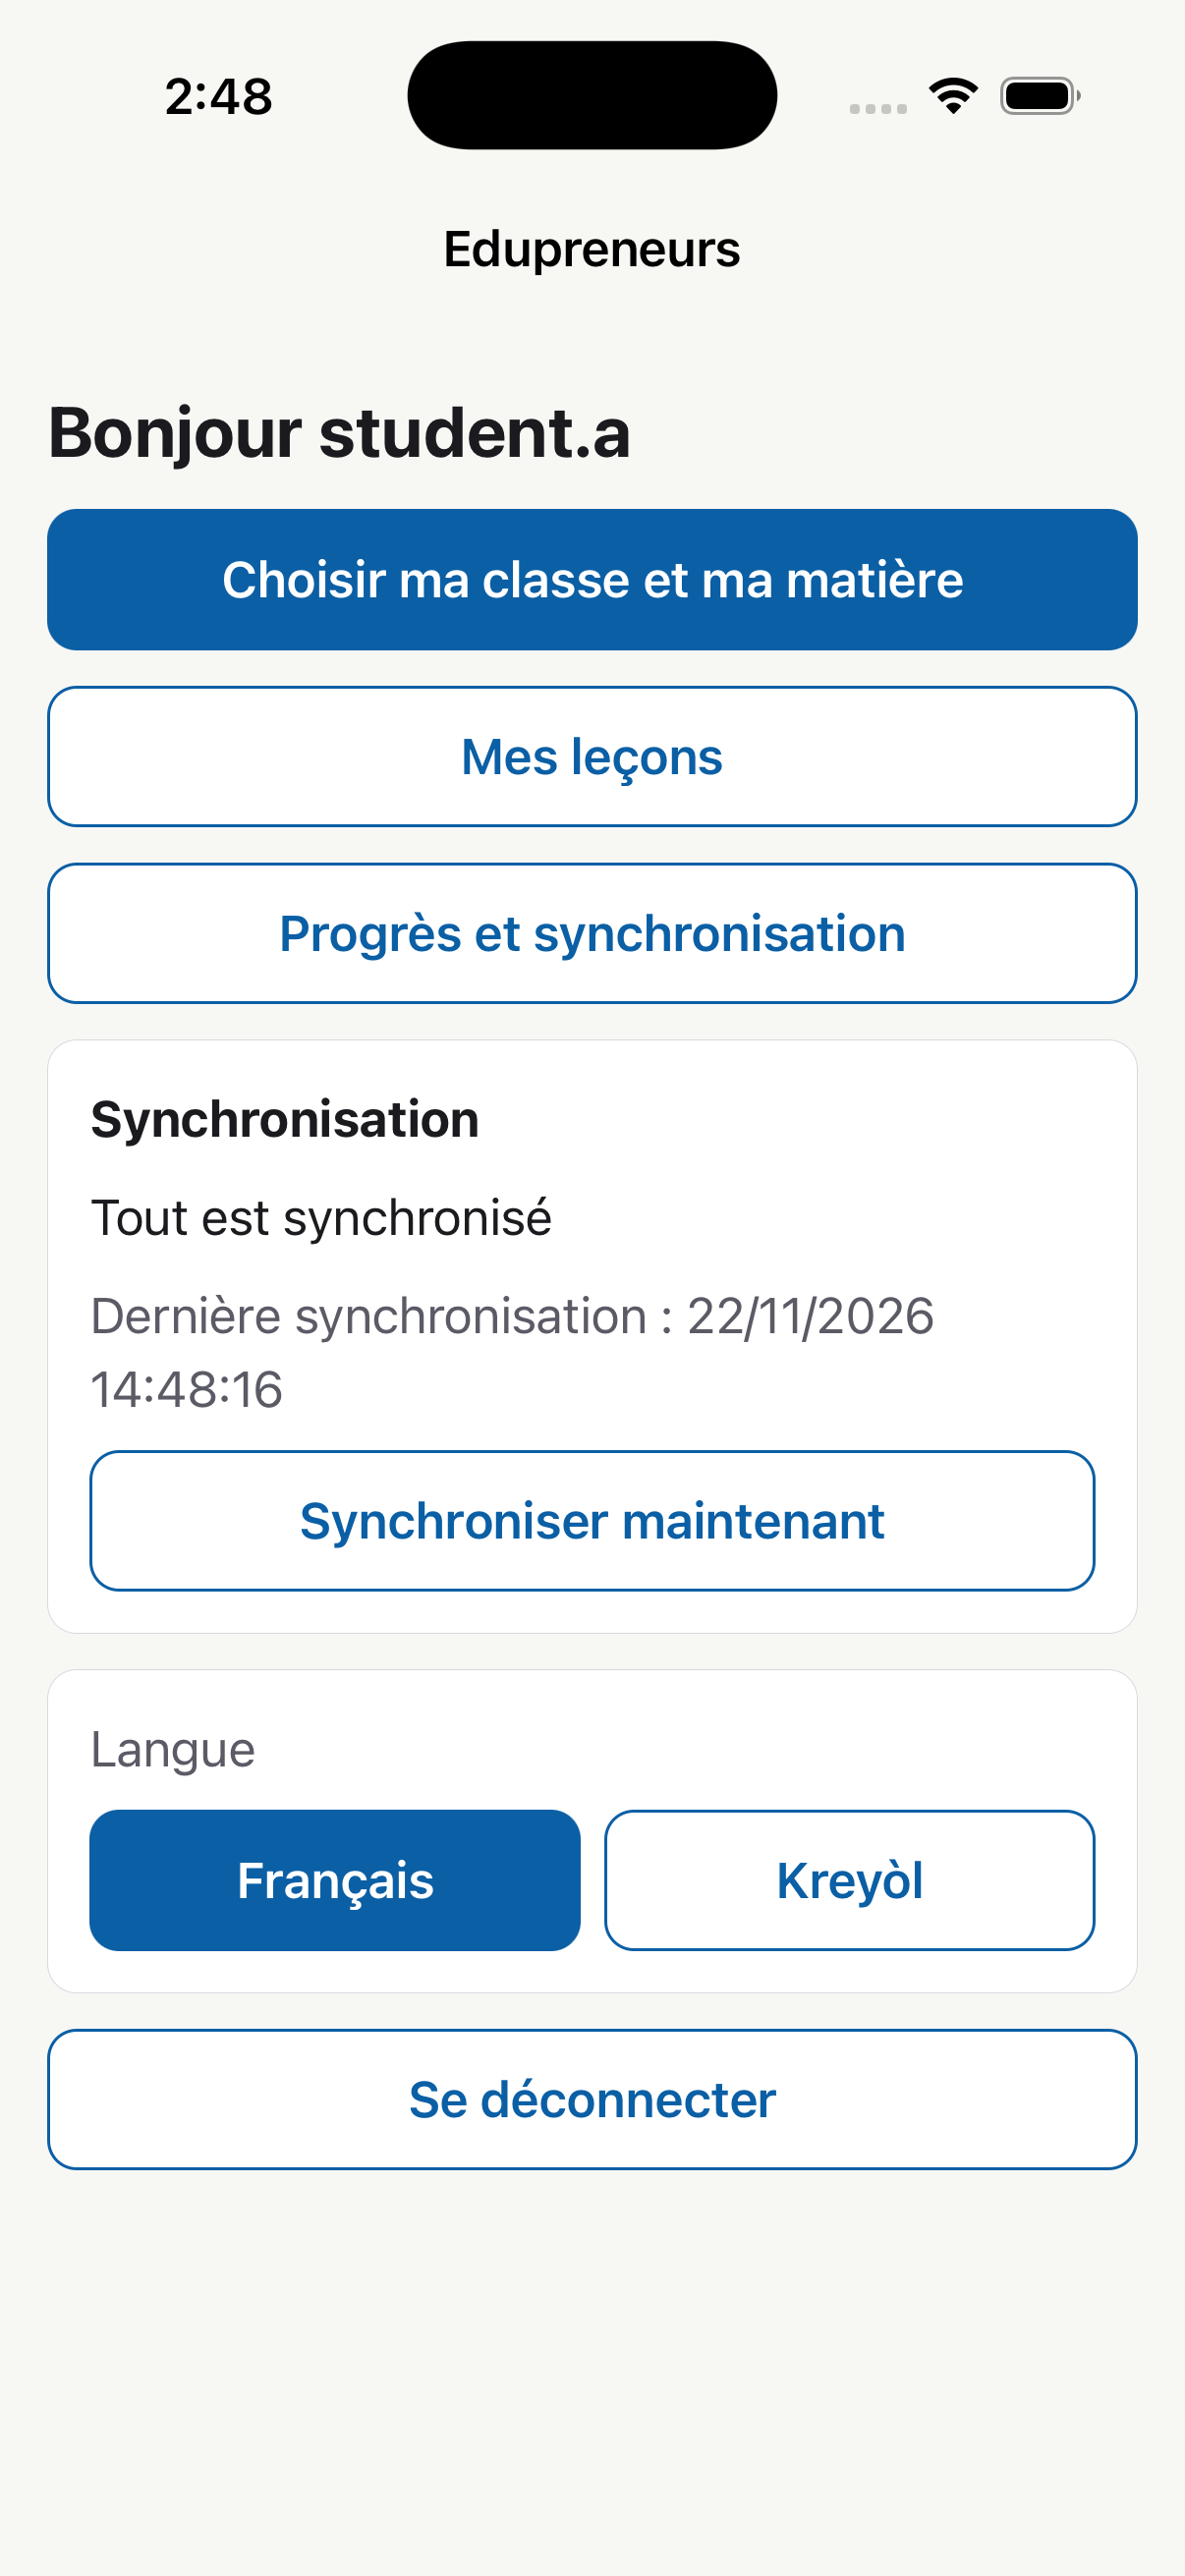 2:48
Edupreneurs
Bonjour student.a
Choisir ma classe et ma matière
Mes leçons
Progrès et synchronisation
Synchronisation
Tout est synchronisé
Dernière synchronisation : 22/11/2026
14:48:16
Synchroniser maintenant
Langue
Français
Kreyòl
Se déconnecter